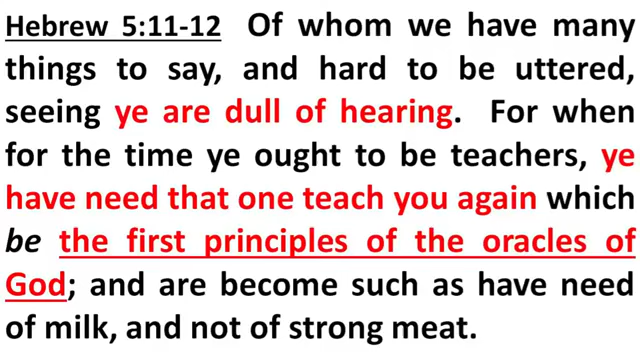 Hebrew 5:11-12 Of whom we have many
things to say, and hard to be uttered,
seeing ye are dull of hearing. For when
for the time ye ought to be teachers, ye
have need that one teach you again which
be the first principles of the oracles of
God; and are become such as have need
of milk, and not of strong meat.